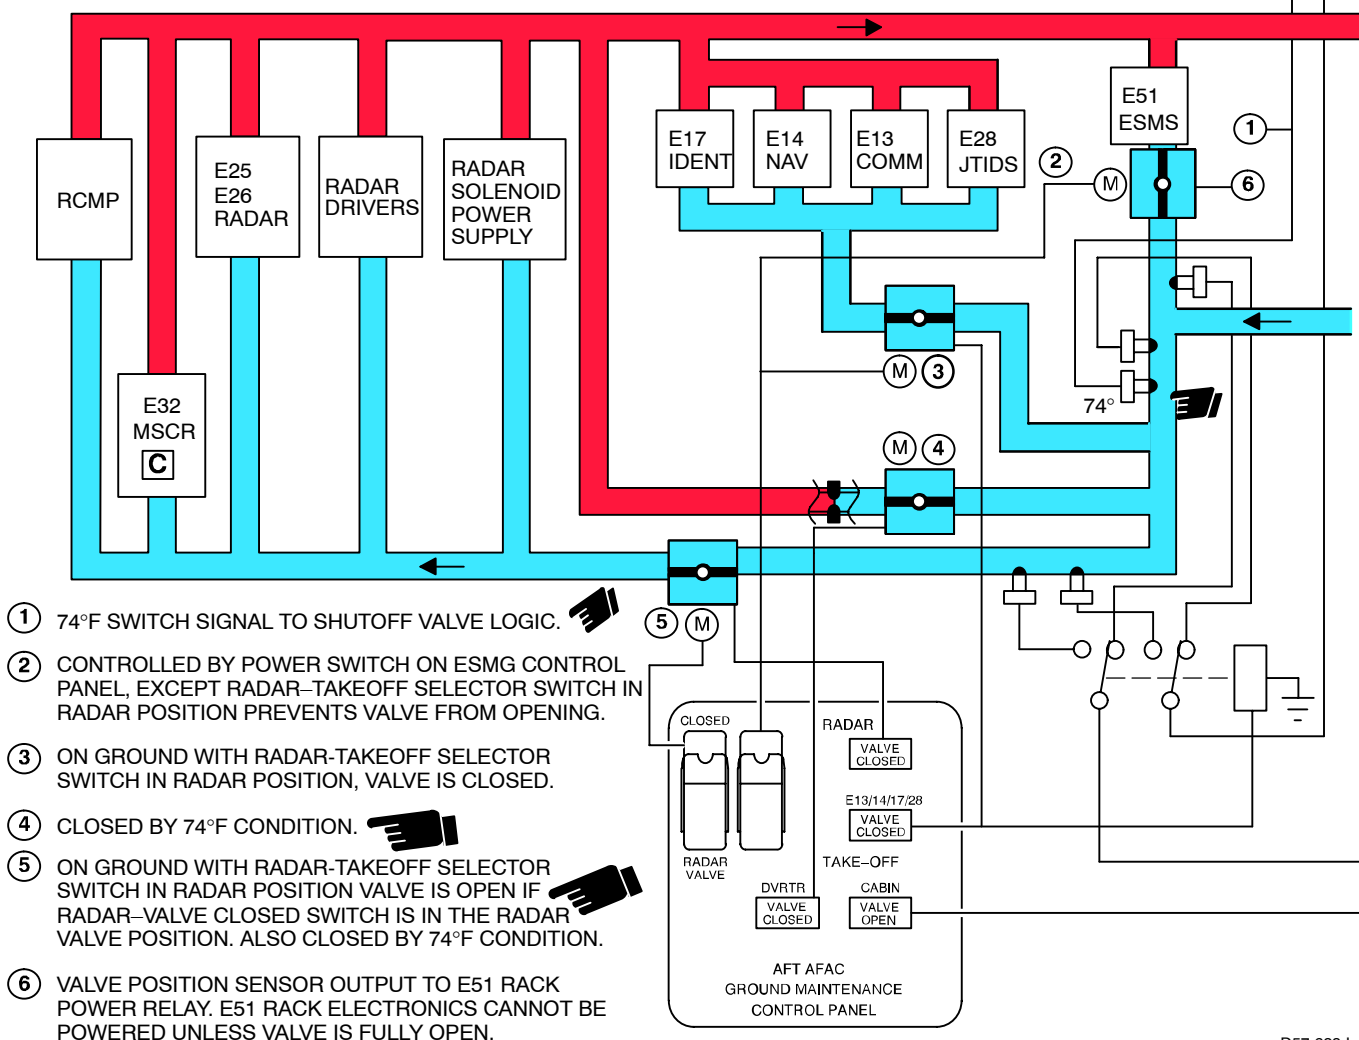 E51
ESMS
1
E17
IDENT
E14
NAV
E13
COMM
E28
JTIDS
2
M
6
RCMP
E25
E26
RADAR
RADAR
DRIVERS
RADAR
SOLENOID
POWER
SUPPLY
M
3
74°
E32
MSCR
C
M
4
5
M
1 74°F SWITCH SIGNAL TO SHUTOFF VALVE LOGIC.
2 CONTROLLED BY POWER SWITCH ON ESMG CONTROL
PANEL, EXCEPT RADAR–TAKEOFF SELECTOR SWITCH IN
RADAR POSITION PREVENTS VALVE FROM OPENING.
3 ON GROUND WITH RADAR-TAKEOFF SELECTOR
SWITCH IN RADAR POSITION, VALVE IS CLOSED.
4 CLOSED BY 74°F CONDITION.
5 ON GROUND WITH RADAR-TAKEOFF SELECTOR
SWITCH IN RADAR POSITION VALVE IS OPEN IF
RADAR–VALVE CLOSED SWITCH IS IN THE RADAR
VALVE POSITION. ALSO CLOSED BY 74°F CONDITION.
6 VALVE POSITION SENSOR OUTPUT TO E51 RACK
POWER RELAY. E51 RACK ELECTRONICS CANNOT BE
POWERED UNLESS VALVE IS FULLY OPEN.
CLOSED
RADAR
VALVE
CLOSED
E13/14/17/28
VALVE
CLOSED
RADAR
VALVE
TAKE–OFF
DVRTR
VALVE
CLOSED
CABIN
VALVE
OPEN
AFT AFAC
GROUND MAINTENANCE
CONTROL PANEL